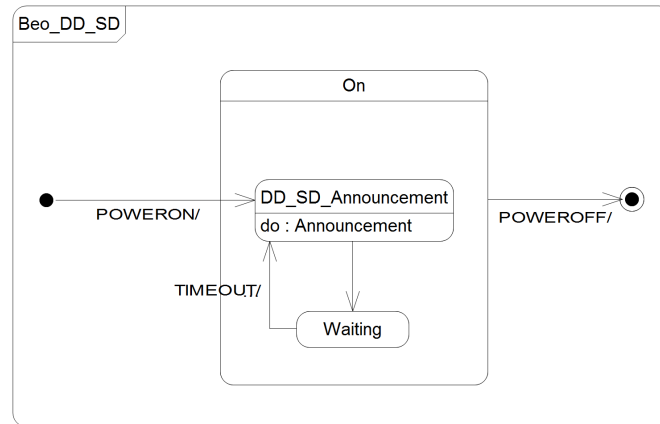 Beo_DD_SD
On
DD_SD_Announcement
do : Announcement
POWERON/
POWEROFF/
TIMEOUT/
Waiting